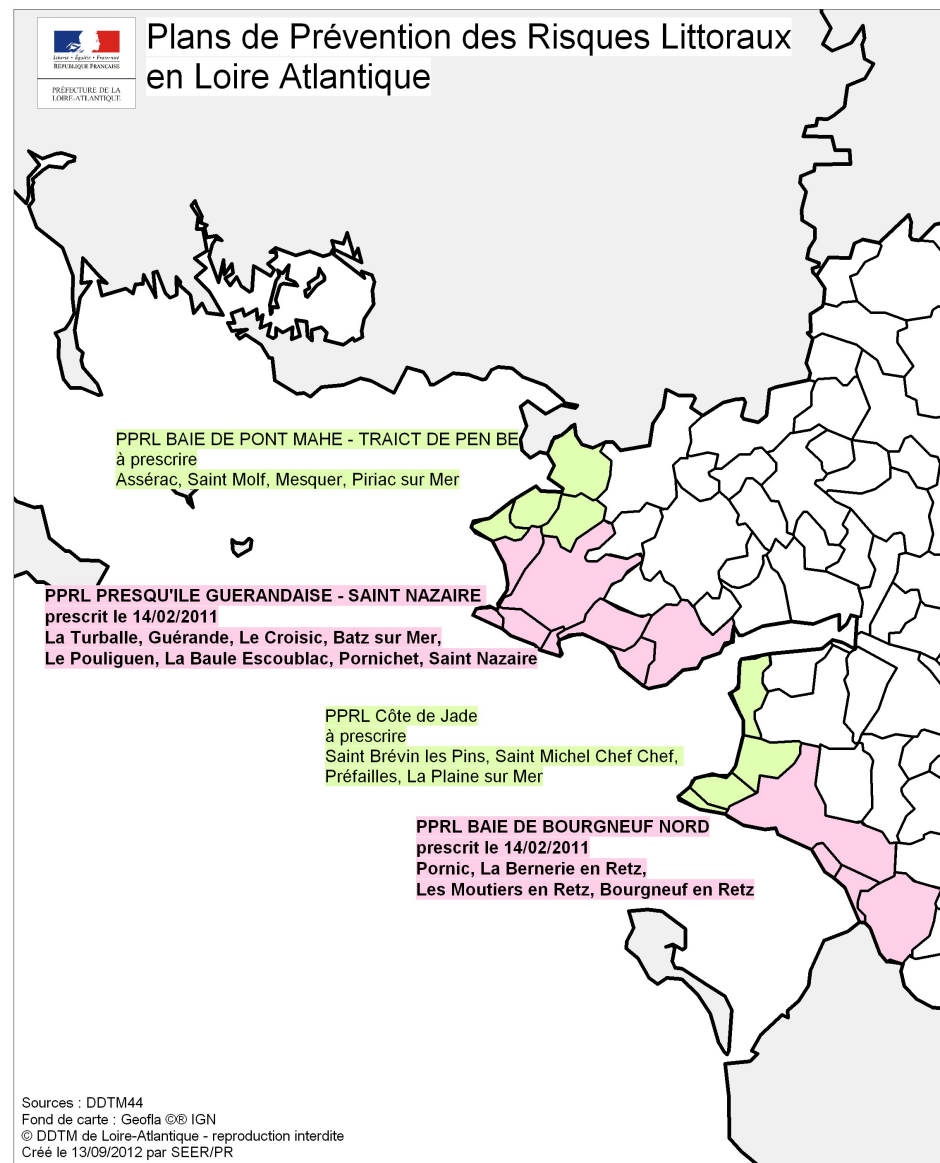 Liberté • Égalité • Fraternité
RÉPUBLIQUE FRANÇAISE
PRÉFECTURE DE LA
LOIRE-ATLANTIQUE
Plans de Prévention des Risques Littoraux
en Loire Atlantique
PPRL BAIE DE PONT MAHE - TRAICT DE PEN BE
à prescrire
Assérac, Saint Molf, Mesquer, Piriac sur Mer
PPRL PRESQU'ILE GUERANDAISE - SAINT NAZAIRE
prescrit le 14/02/2011
La Turballe, Guérande, Le Croisic, Batz sur Mer,
Le Pouliguen, La Baule Escoublac, Pornichet, Saint Nazaire
PPRL Côte de Jade
à prescrire
Saint Brévin les Pins, Saint Michel Chef Chef,
Préfailles, La Plaine sur Mer
PPRL BAIE DE BOURGNEUF NORD
prescrit le 14/02/2011
Pornic, La Bernerie en Retz,
Les Moutiers en Retz, Bourgneuf en Retz
Sources : DDTM44
Fond de carte : Geofla ©® IGN
© DDTM de Loire-Atlantique - reproduction interdite
Créé le 13/09/2012 par SEER/PR